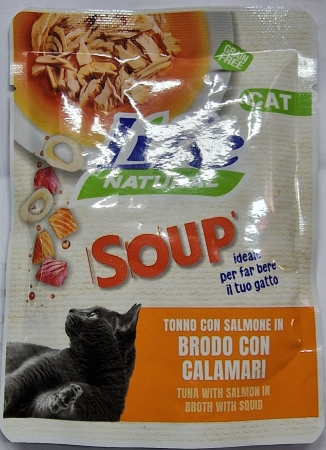 GRAIN
FREE
CAT
Life
NATURAL
SOUP
ideale
per far bere
il tuo gatto
TONNO CON SALMONE IN
BRODO CON
CALAMARI
TUNA WITH SALMON IN
BROTH WITH SQUID